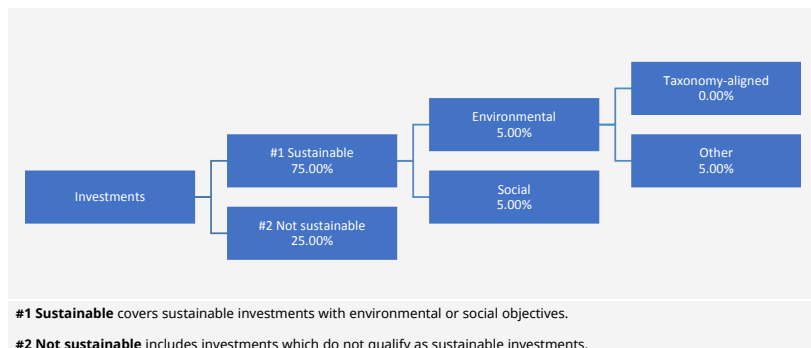 Taxonomy-aligned
0.00%
Environmental
5.00%
#1 Sustainable
75.00%
Other
5.00%
Investments
Social
5.00%
#2 Not sustainable
25.00%
#1 Sustainable covers sustainable investments with environmental or social objectives.
#2 Not sustainable includes investments which do not qualify as sustainable investments.